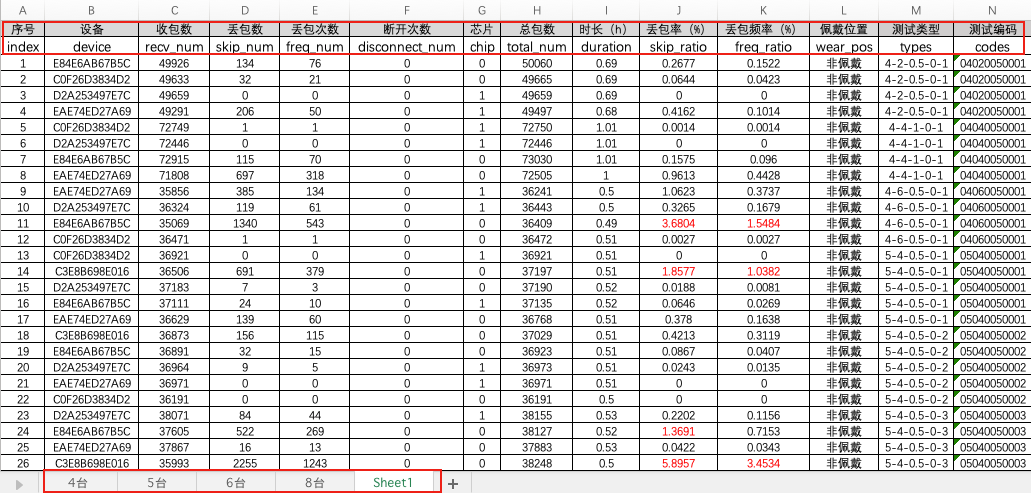 A B C D E F G H I J K L M N
序号 设备 收包数 丢包数 丢包次数 断开次数 芯片 总包数 时长（h） 丢包率（%） 丢包频率（%） 佩戴位置 测试类型 测试编码
index device recv_num skip_num freq_num disconnect_num chip total_num duration skip_ratio freq_ratio wear_pos types codes
1 E84E6AB67B5C 49926 134 76 0 0 50060 0.69 0.2677 0.1522 非佩戴 4-2-0.5-0-1 04020050001
2 C0F26D3834D2 49633 32 21 0 0 49665 0.69 0.0644 0.0423 非佩戴 4-2-0.5-0-1 04020050001
3 D2A253497E7C 49659 0 0 0 1 49659 0.69 0 0 非佩戴 4-2-0.5-0-1 04020050001
4 EAE74ED27A69 49291 206 50 0 1 49497 0.68 0.4162 0.1014 非佩戴 4-2-0.5-0-1 04020050001
5 C0F26D3834D2 72749 1 1 0 1 72750 1.01 0.0014 0.0014 非佩戴 4-4-1-0-1 04040050001
6 D2A253497E7C 72446 0 0 0 1 72446 1.01 0 0 非佩戴 4-4-1-0-1 04040050001
7 E84E6AB67B5C 72915 115 70 0 0 73030 1.01 0.1575 0.096 非佩戴 4-4-1-0-1 04040050001
8 EAE74ED27A69 71808 697 318 0 0 72505 1 0.9613 0.4428 非佩戴 4-4-1-0-1 04040050001
9 EAE74ED27A69 35856 385 134 0 1 36241 0.5 1.0623 0.3737 非佩戴 4-6-0.5-0-1 04060050001
10 D2A253497E7C 36324 119 61 0 1 36443 0.5 0.3265 0.1679 非佩戴 4-6-0.5-0-1 04060050001
11 E84E6AB67B5C 35069 1340 543 0 0 36409 0.49 3.6804 1.5484 非佩戴 4-6-0.5-0-1 04060050001
12 C0F26D3834D2 36471 1 1 0 0 36472 0.51 0.0027 0.0027 非佩戴 4-6-0.5-0-1 04060050001
13 C0F26D3834D2 36921 0 0 0 1 36921 0.51 0 0 非佩戴 5-4-0.5-0-1 05040050001
14 C3E8B698E016 36506 691 379 0 0 37197 0.51 1.8577 1.0382 非佩戴 5-4-0.5-0-1 05040050001
15 D2A253497E7C 37183 7 3 0 0 37190 0.52 0.0188 0.0081 非佩戴 5-4-0.5-0-1 05040050001
16 E84E6AB67B5C 37111 24 10 0 1 37135 0.52 0.0646 0.0269 非佩戴 5-4-0.5-0-1 05040050001
17 EAE74ED27A69 36629 139 60 0 1 36768 0.51 0.378 0.1638 非佩戴 5-4-0.5-0-1 05040050001
18 C3E8B698E016 36873 156 115 0 0 37029 0.51 0.4213 0.3119 非佩戴 5-4-0.5-0-2 05040050002
19 E84E6AB67B5C 36891 32 15 0 0 36923 0.51 0.0867 0.0407 非佩戴 5-4-0.5-0-2 05040050002
20 D2A253497E7C 36964 9 5 0 1 36973 0.51 0.0243 0.0135 非佩戴 5-4-0.5-0-2 05040050002
21 EAE74ED27A69 36971 0 0 0 1 36971 0.51 0 0 非佩戴 5-4-0.5-0-2 05040050002
22 C0F26D3834D2 36191 0 0 0 0 36191 0.5 0 0 非佩戴 5-4-0.5-0-2 05040050002
23 D2A253497E7C 38071 84 44 0 1 38155 0.53 0.2202 0.1156 非佩戴 5-4-0.5-0-3 05040050003
24 E84E6AB67B5C 37605 522 269 0 0 38127 0.52 1.3691 0.7153 非佩戴 5-4-0.5-0-3 05040050003
25 EAE74ED27A69 37867 16 13 0 0 37883 0.53 0.0422 0.0343 非佩戴 5-4-0.5-0-3 05040050003
26 C3E8B698E016 35993 2255 1243 0 0 38248 0.5 5.8957 3.4534 非佩戴 5-4-0.5-0-3 05040050003
4台 5台 6台 8台 Sheet1 +